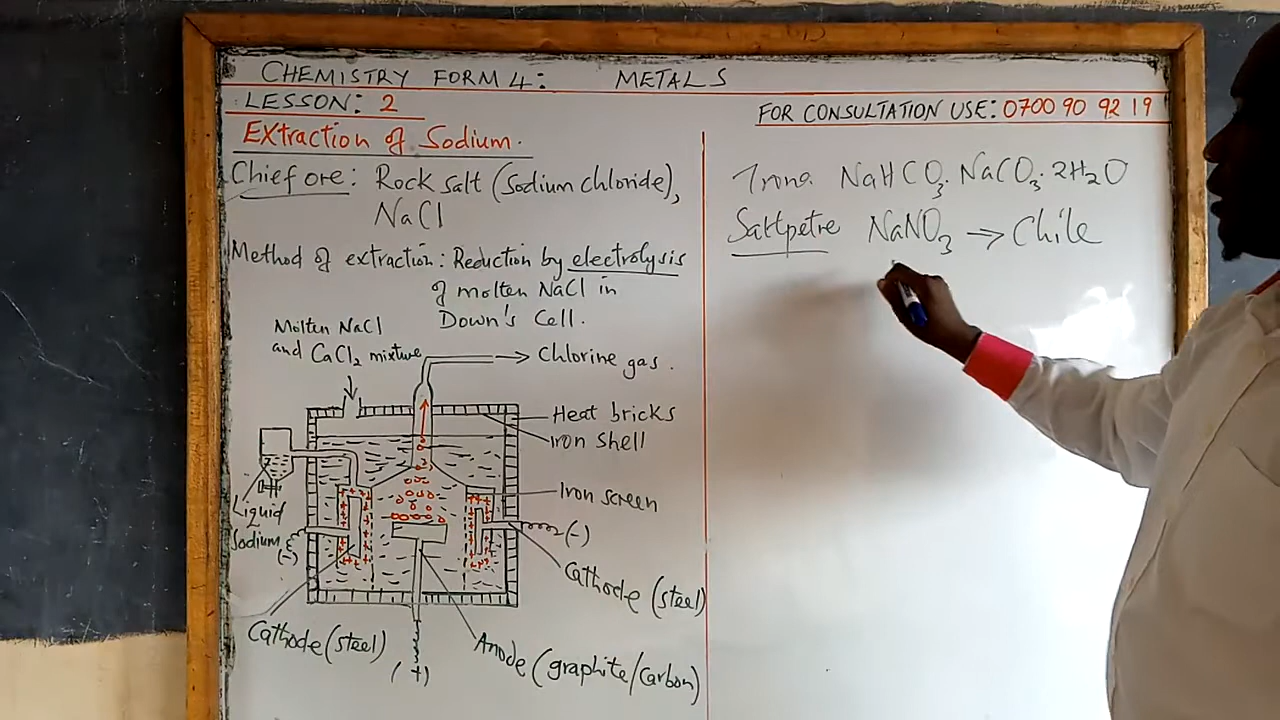 CHEMISTRY FORM 4: METALS
LESSON: 2
FOR CONSULTATION USE: 0700 90 92 19
Extraction of Sodium.
Chief ore: Rock salt (Sodium chloride),
NaCl
Method of extraction: Reduction by electrolysis
of molten NaCl in
Down's Cell.
Molten NaCl
and CaCl₂ mixture
Chlorine gas.
Heat bricks
Iron Shell
Iron screen
Liquid
Sodium
(-)
(-)
Cathode (steel)
Cathode (steel)
Anode (graphite/carbon)
(+)
Trona NaHCO₃. NaCO₃. 2H₂O
Saltpetre NaNO₃ → Chile